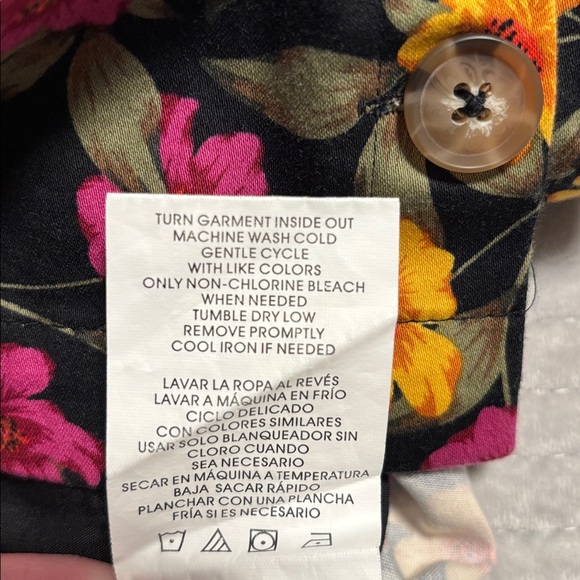 TURN GARMENT INSIDE OUT
MACHINE WASH COLD
GENTLE CYCLE
WITH LIKE COLORS
ONLY NON-CHLORINE BLEACH
WHEN NEEDED
TUMBLE DRY LOW
REMOVE PROMPTLY
COOL IRON IF NEEDED
LAVAR LA ROPA AL REVÉS
LAVAR A MÁQUINA EN FRÍO
CICLO DELICADO
CON COLORES SIMILARES
USAR SOLO BLANQUEADOR SIN
CLORO CUANDO
SEA NECESARIO
SECAR EN MÁQUINA A TEMPERATURA
BAJA SACAR RÁPIDO
PLANCHAR CON UNA PLANCHA
FRÍA SI ES NECESARIO